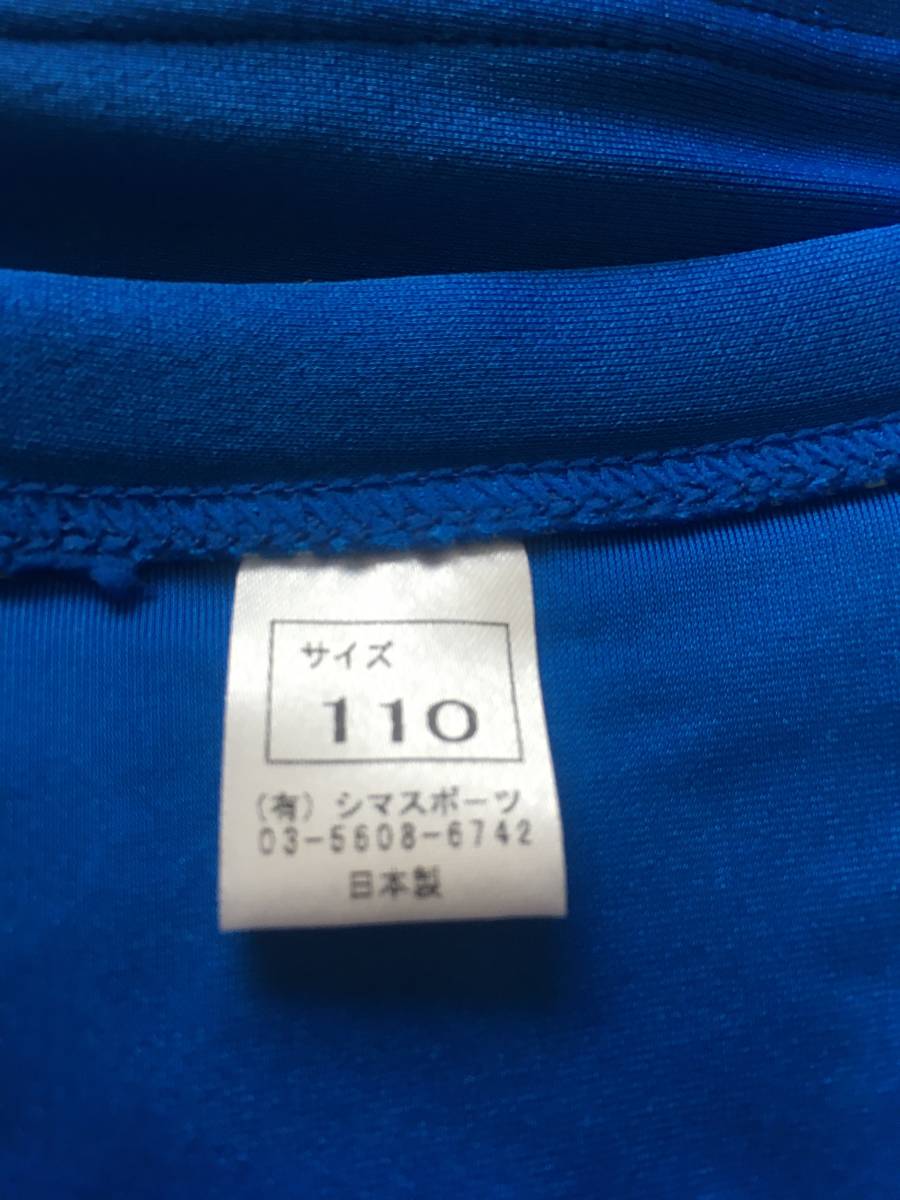 サイズ
110
(有) シマスポーツ
03-5608-6742
日本製